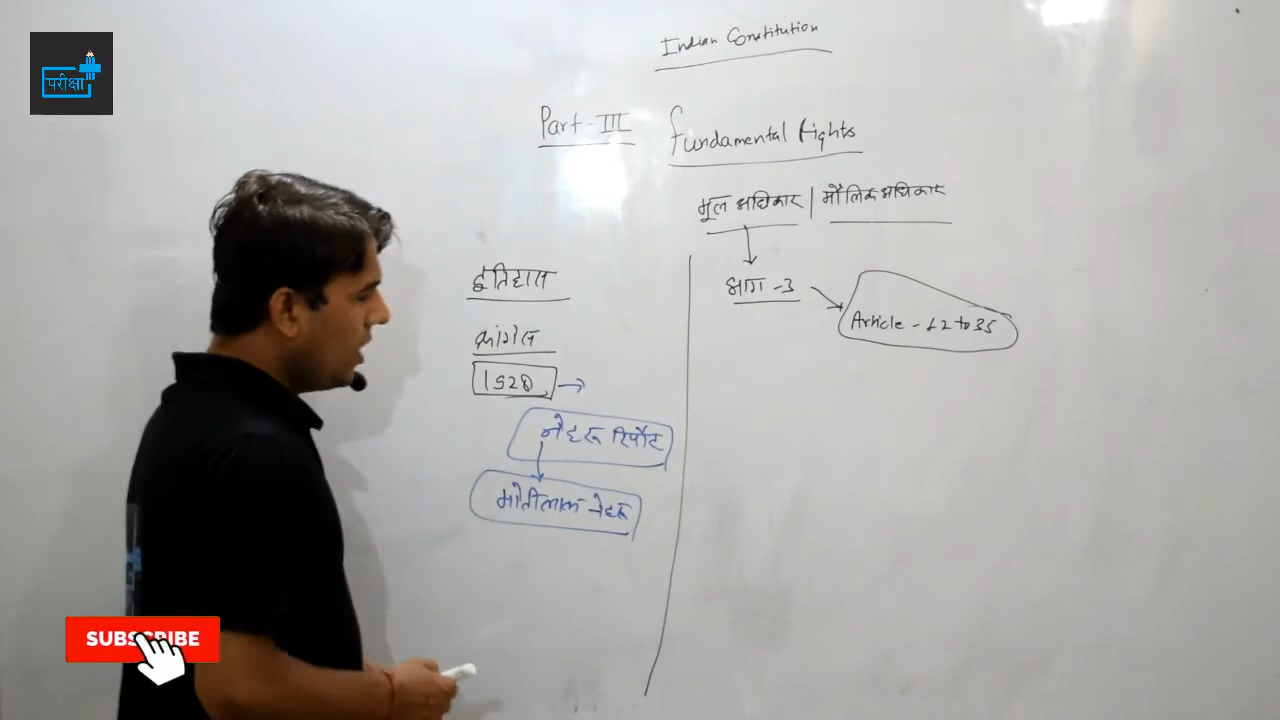 परीक्षा
Indian Constitution
Part-III Fundamental Rights
मूल अधिकार | मौलिक अधिकार
भाग -3
Article - 12 to 35
इतिहास
कांग्रेस
1928 →
नेहरू रिपोर्ट
मोतीलाल नेहरू
SUBSCRIBE